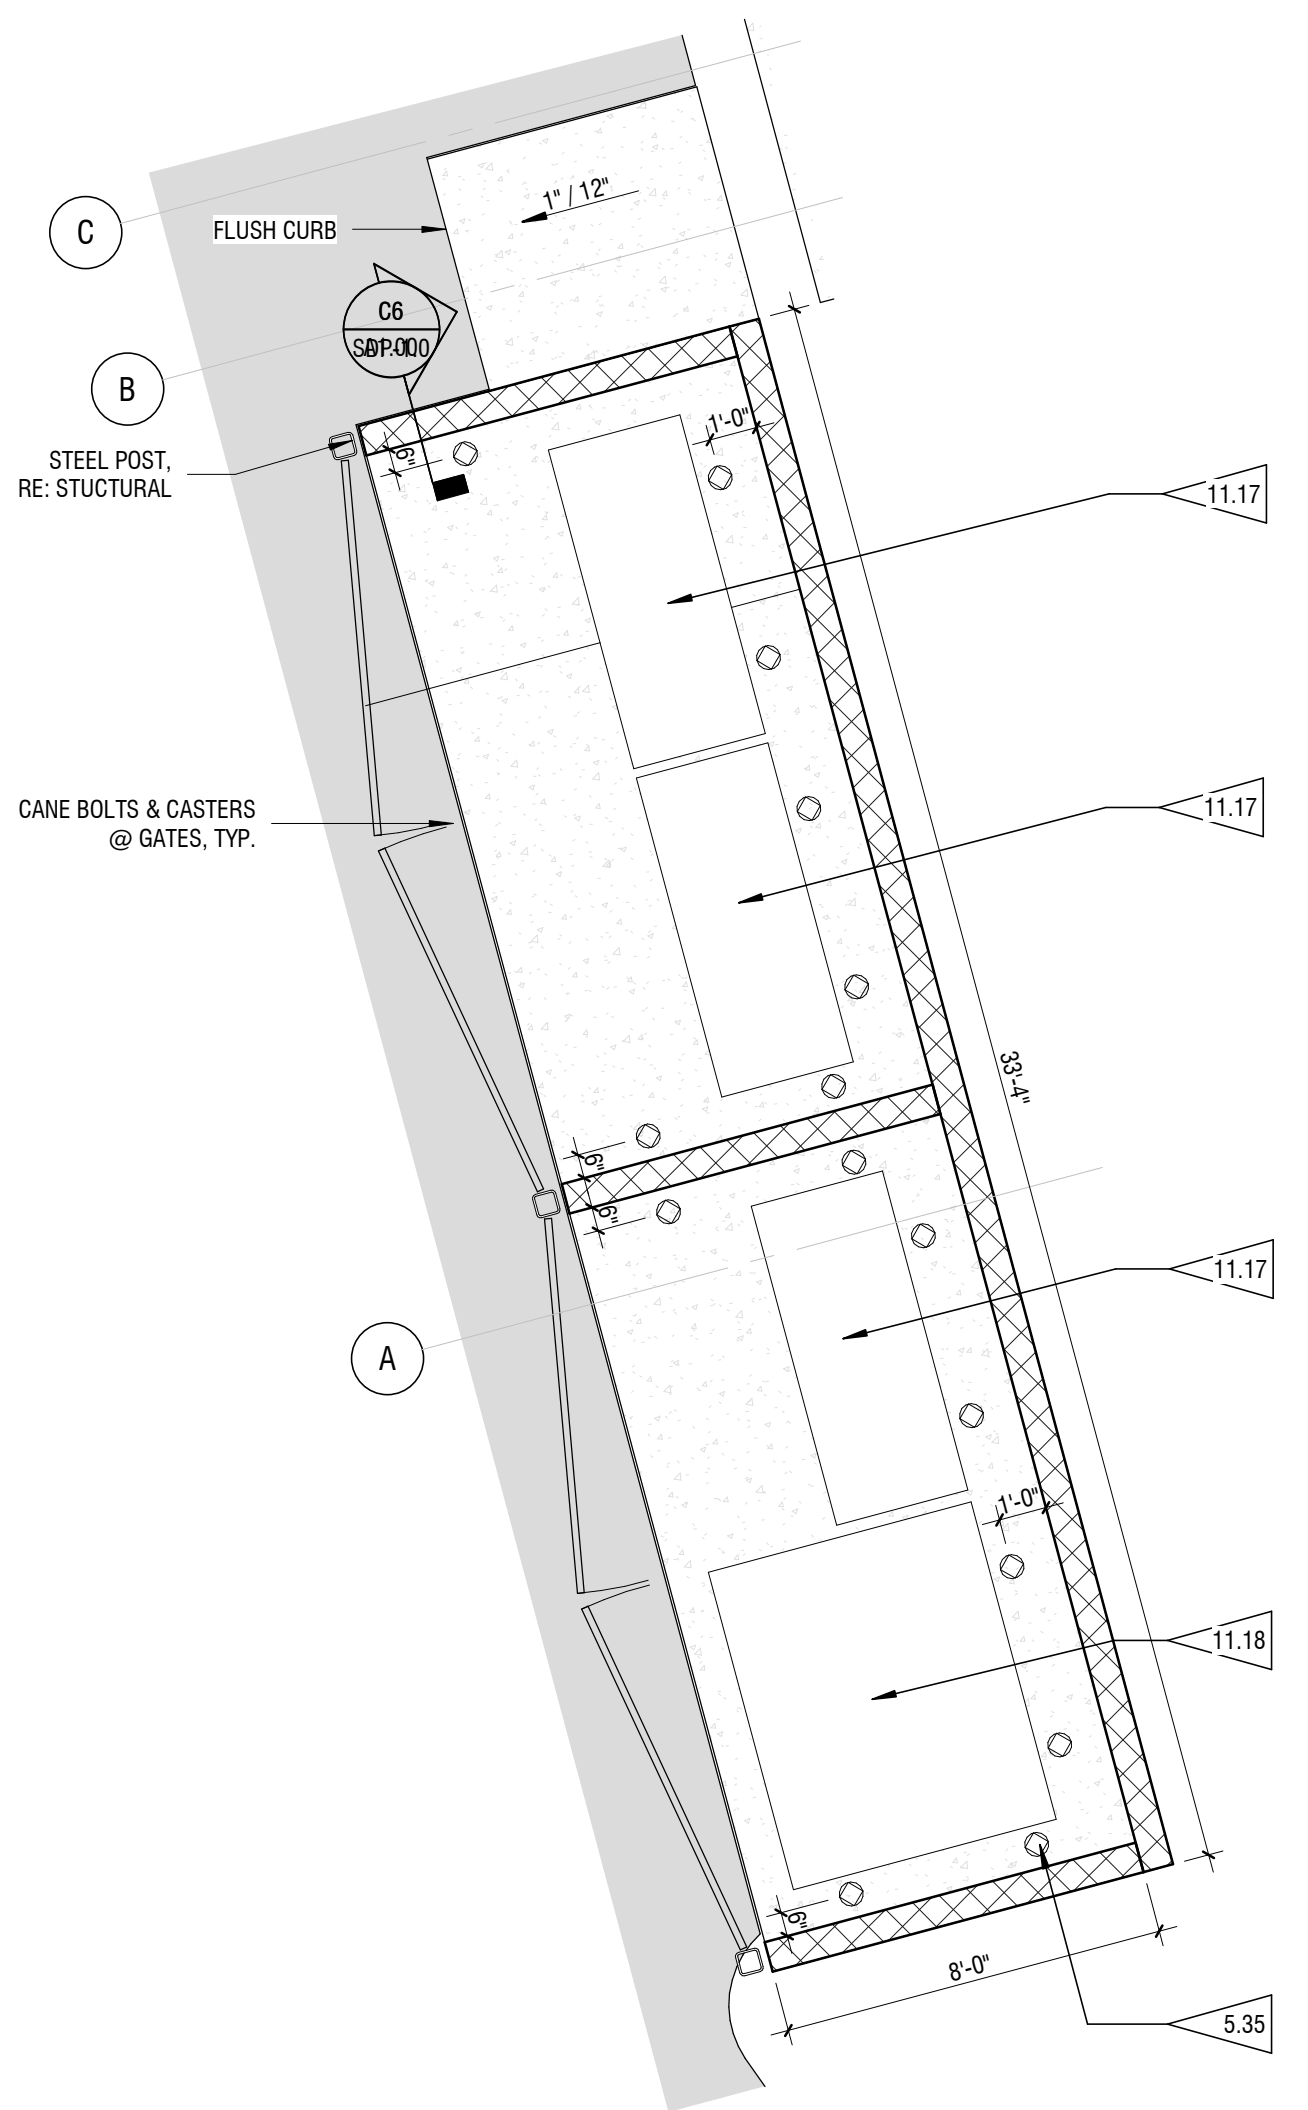 1" / 12"
C
FLUSH CURB
C6
B
1'-0"
6"
STEEL POST,
RE: STUCTURAL
11.17
CANE BOLTS & CASTERS
@ GATES, TYP.
11.17
33'-4"
6"
6"
11.17
A
1'-0"
11.18
6"
8'-0"
5.35